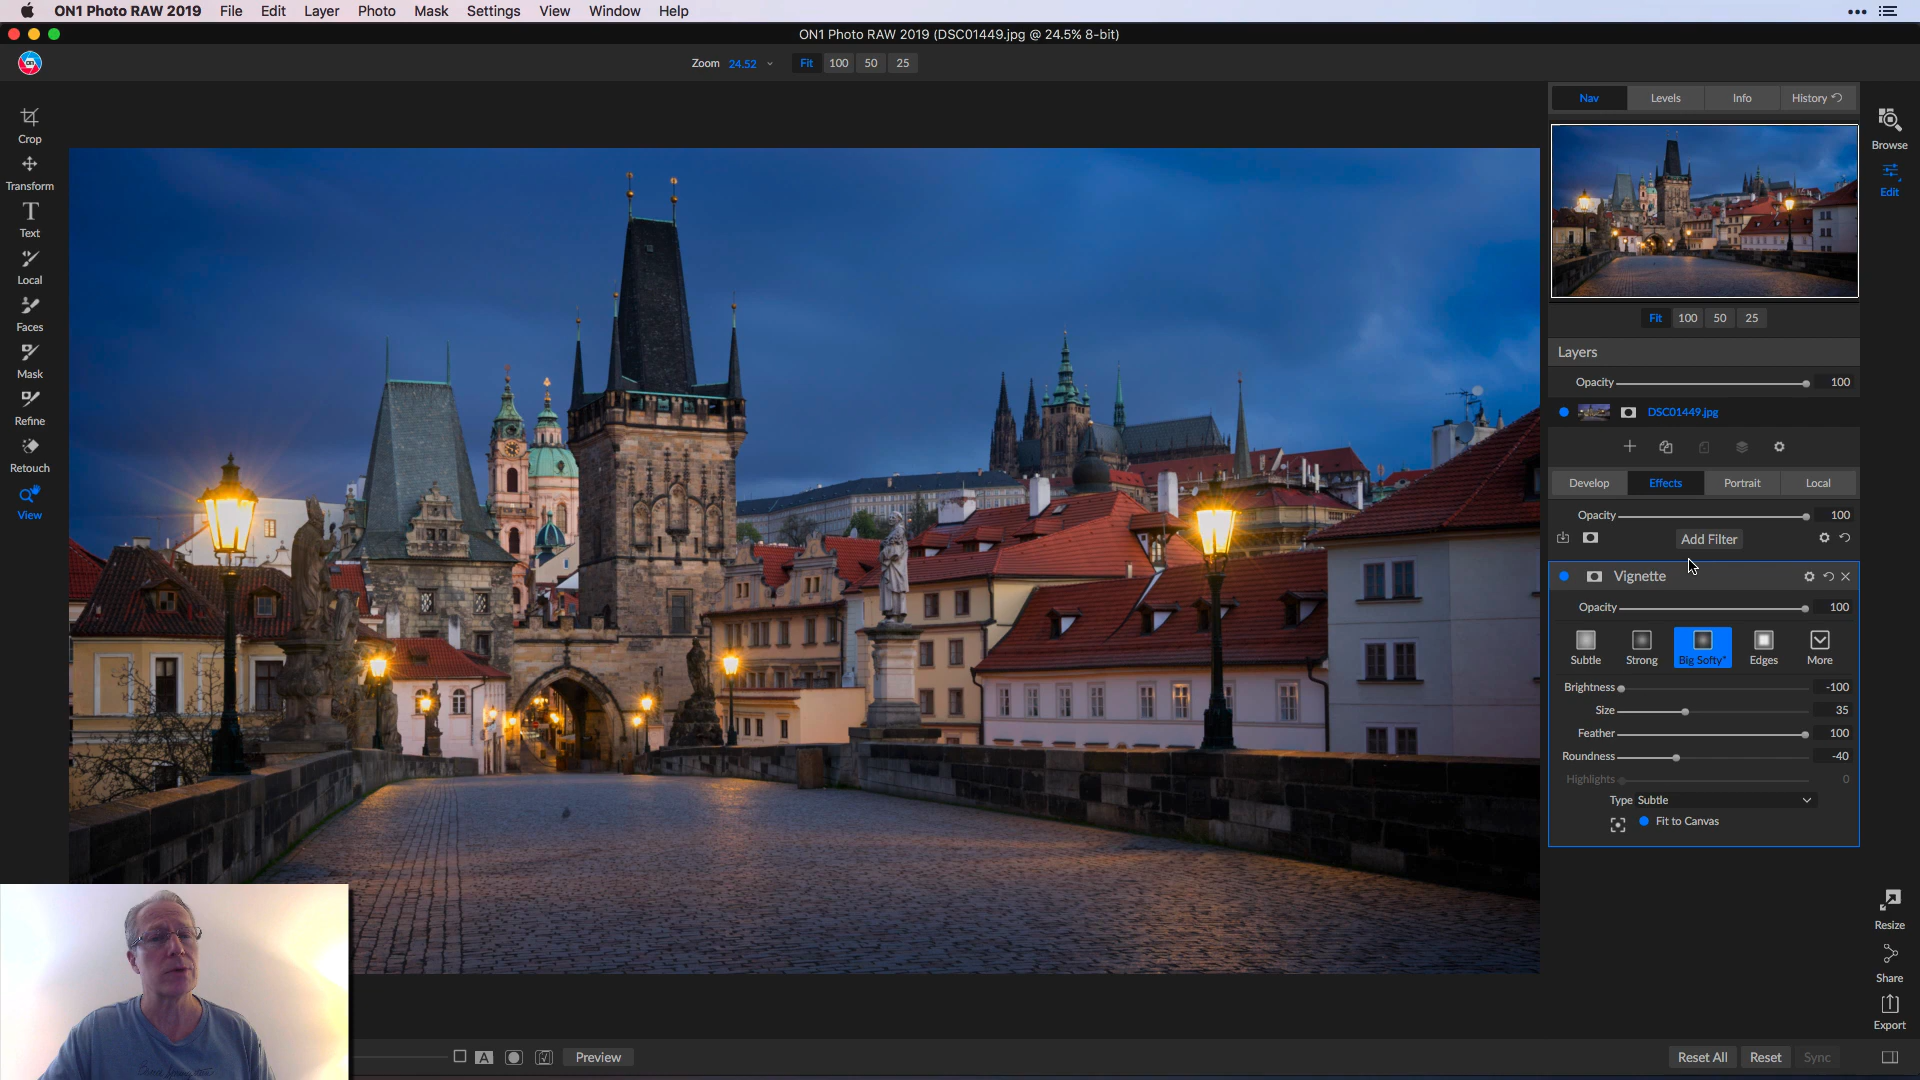 ON1 Photo RAW 2019 File Edit Layer Photo Mask Settings View Window Help
ON1 Photo RAW 2019 (DSC01449.jpg @ 24.5% 8-bit)
Zoom 24.52 Fit 100 50 25
Crop
Transform
Text
Local
Faces
Mask
Refine
Retouch
View
Nav Levels Info History
Fit 100 50 25
Layers
Opacity 100
DSC01449.jpg
Develop Effects Portrait Local
Opacity 100
Add Filter
Vignette
Opacity 100
Subtle Strong Big Softy* Edges More
Brightness -100
Size 35
Feather 100
Roundness -40
Highlights 0
Type Subtle
Fit to Canvas
Browse
Edit
Resize
Share
Export
A Preview
Reset All Reset Sync